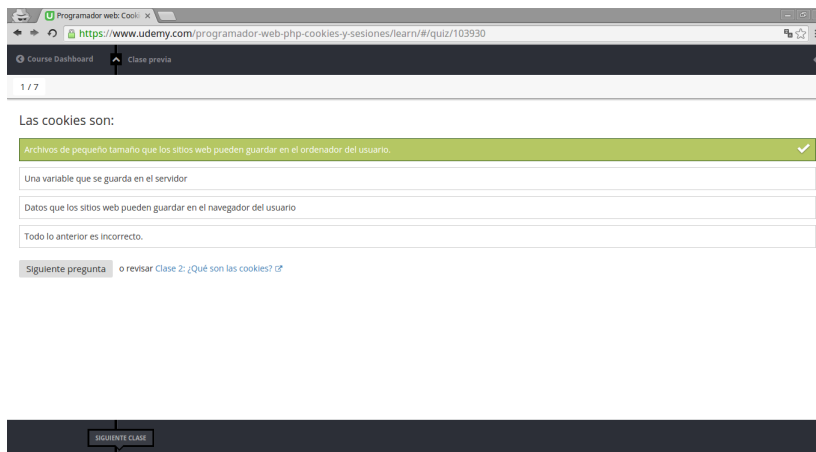 Programador web: Cooki
https://www.udemy.com/programador-web-php-cookies-y-sesiones/learn/#/quiz/103930
Course Dashboard Clase previa
1 / 7
Las cookies son:
Archivos de pequeño tamaño que los sitios web pueden guardar en el ordenador del usuario.
Una variable que se guarda en el servidor
Datos que los sitios web pueden guardar en el navegador del usuario
Todo lo anterior es incorrecto.
Siguiente pregunta o revisar Clase 2: ¿Qué son las cookies?
SIGUIENTE CLASE